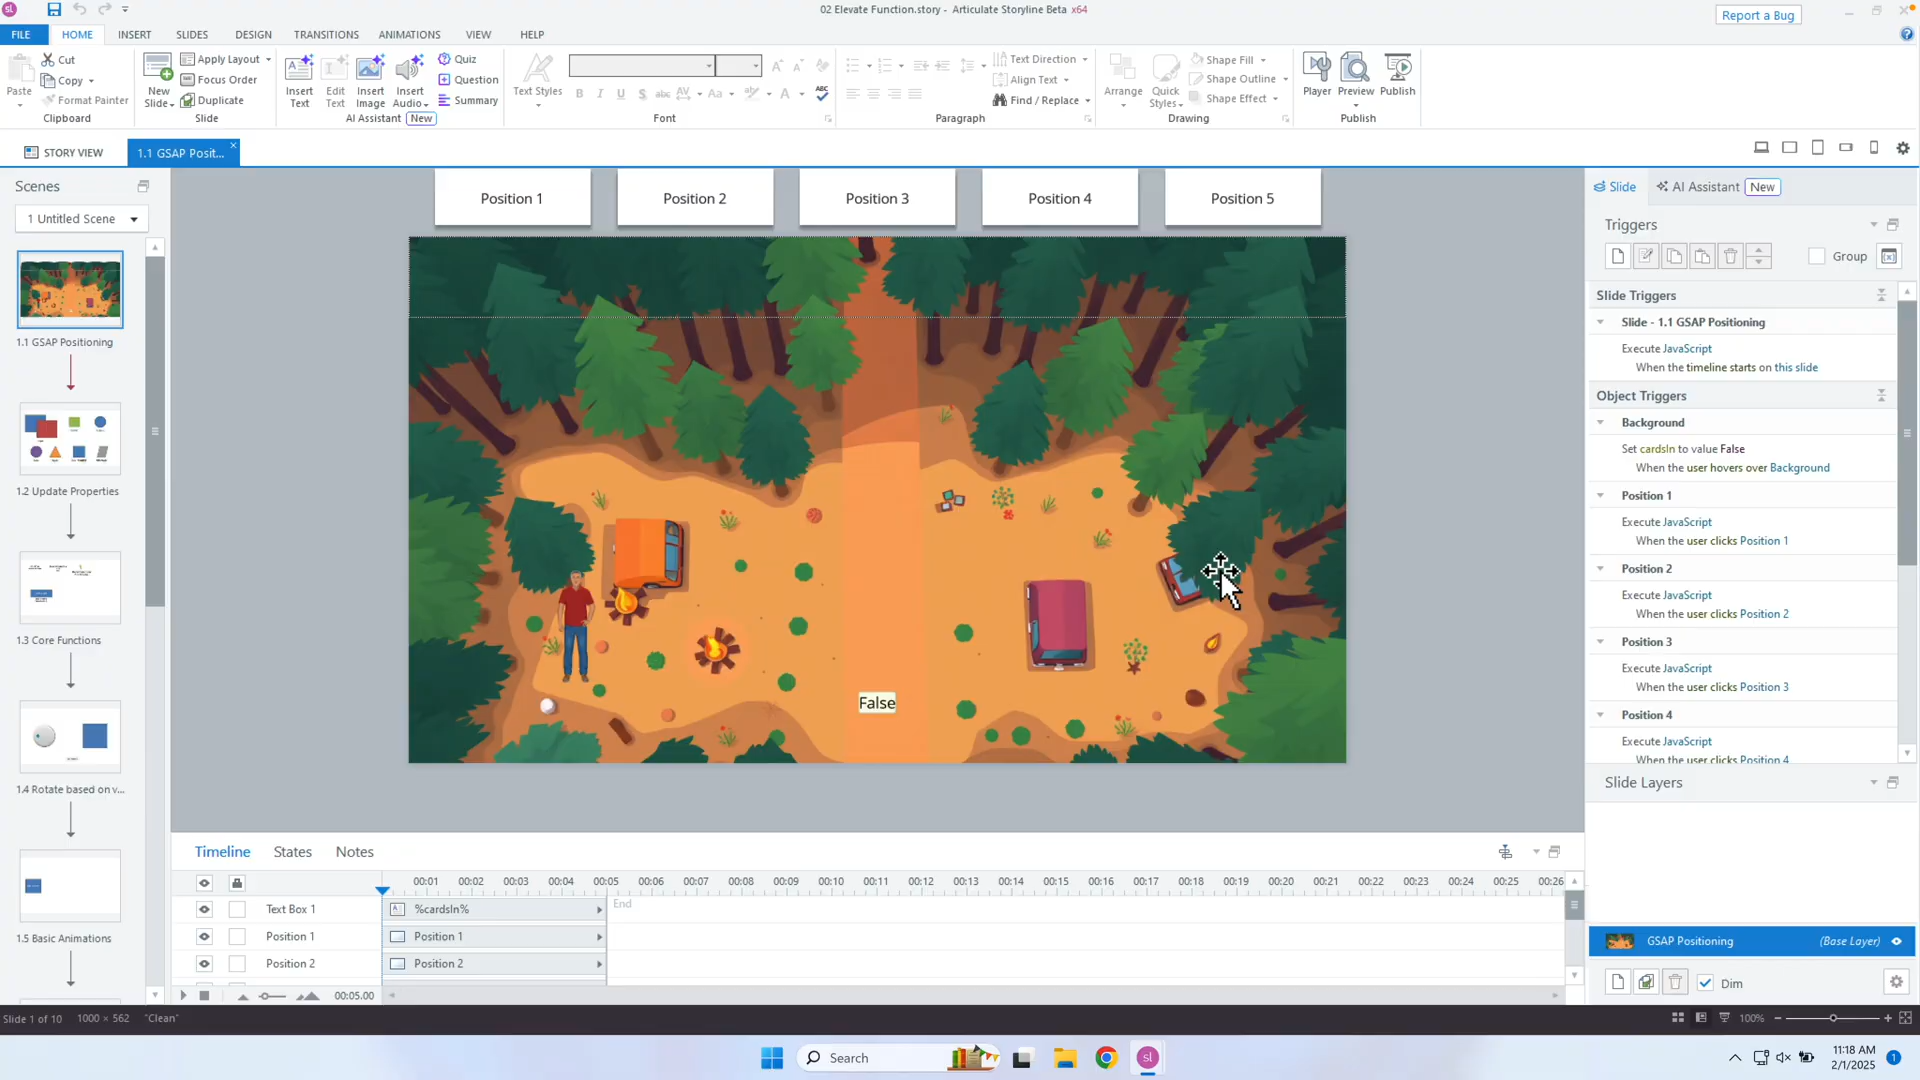 sl
02 Elevate Function.story - Articulate Storyline Beta x64
Report a Bug
FILE
HOME
INSERT
SLIDES
DESIGN
TRANSITIONS
ANIMATIONS
VIEW
HELP
Paste
Cut
Copy
Format Painter
Clipboard
New Slide
Apply Layout
Focus Order
Duplicate
Slide
Insert Text
Edit Text
Insert Image
Insert Audio
Quiz
Question
Summary
AI Assistant New
Text Styles
B I U S abc AV Aa A
ABC
Font
Text Direction
Align Text
Find / Replace
Paragraph
Arrange
Quick Styles
Shape Fill
Shape Outline
Shape Effect
Drawing
Player
Preview
Publish
Publish
STORY VIEW
1.1 GSAP Posit...
Scenes
1 Untitled Scene
1.1 GSAP Positioning
1.2 Update Properties
1.3 Core Functions
1.4 Rotate based on v...
1.5 Basic Animations
Position 1
Position 2
Position 3
Position 4
Position 5
False
Slide
AI Assistant New
Triggers
Group
Slide Triggers
Slide - 1.1 GSAP Positioning
Execute JavaScript
When the timeline starts on this slide
Object Triggers
Background
Set cardsIn to value False
When the user hovers over Background
Position 1
Execute JavaScript
When the user clicks Position 1
Position 2
Execute JavaScript
When the user clicks Position 2
Position 3
Execute JavaScript
When the user clicks Position 3
Position 4
Execute JavaScript
When the user clicks Position 4
Slide Layers
GSAP Positioning (Base Layer)
Dim
Timeline
States
Notes
00:01 00:02 00:03 00:04 00:05 00:06 00:07 00:08 00:09 00:10 00:11 00:12 00:13 00:14 00:15 00:16 00:17 00:18 00:19 00:20 00:21 00:22 00:23 00:24 00:25 00:26
Text Box 1
%cardsIn%
End
Position 1
Position 1
Position 2
Position 2
00:05.00
Slide 1 of 10
1000 × 562
"Clean"
100%
Search
sl
11:18 AM
2/1/2025
1